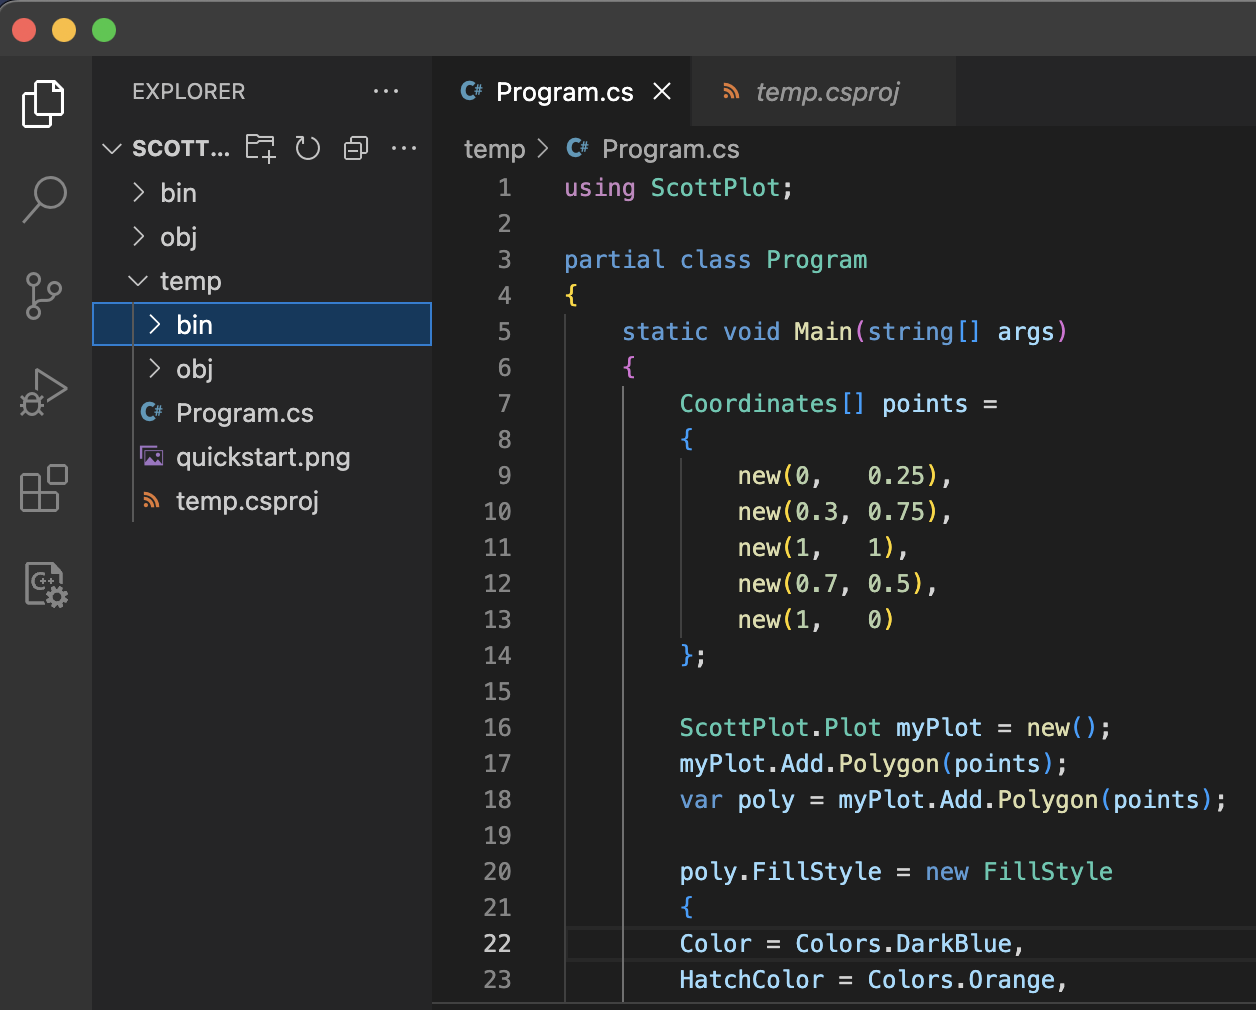 EXPLORER
SCOTT...
bin
obj
temp
bin
obj
C# Program.cs
quickstart.png
temp.csproj
C# Program.cs
temp.csproj
temp > C# Program.cs
1 using ScottPlot;
2
3 partial class Program
4 {
5 static void Main(string[] args)
6 {
7 Coordinates[] points =
8 {
9 new(0, 0.25),
10 new(0.3, 0.75),
11 new(1, 1),
12 new(0.7, 0.5),
13 new(1, 0)
14 };
15
16 ScottPlot.Plot myPlot = new();
17 myPlot.Add.Polygon(points);
18 var poly = myPlot.Add.Polygon(points);
19
20 poly.FillStyle = new FillStyle
21 {
22 Color = Colors.DarkBlue,
23 HatchColor = Colors.Orange,
C++